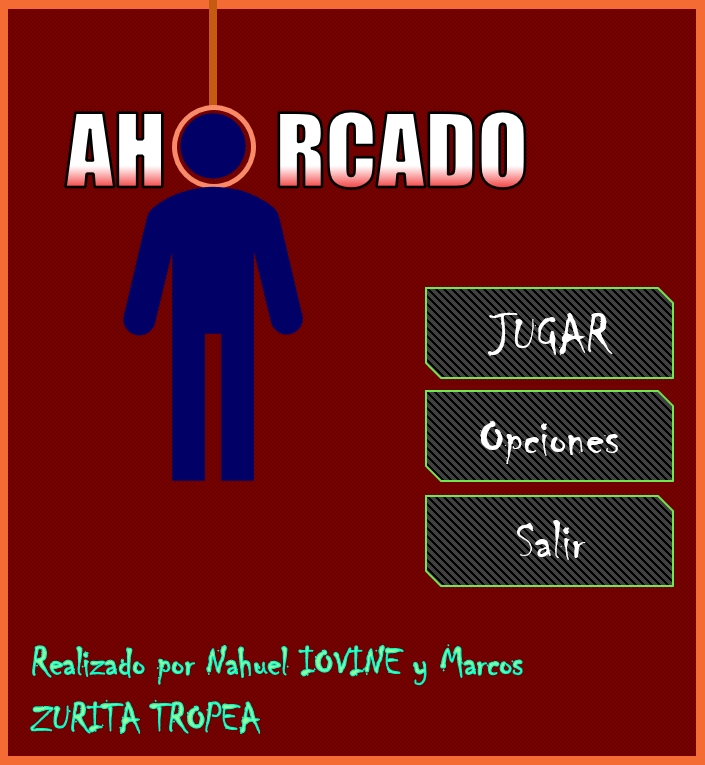 AHORCADO
JUGAR
Opciones
Salir
Realizado por Nahuel IOVINE y Marcos
ZURITA TROPEA